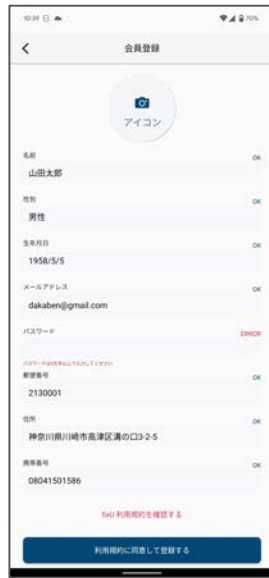 10:39
70%
会員登録
アイコン
名前 OK
山田太郎
性別 OK
男性
生年月日 OK
1958/5/5
メールアドレス OK
dakaben@gmail.com
パスワード ERROR
郵便番号 OK
2130001
住所 OK
神奈川県川崎市高津区溝の口3-2-5
携帯番号 OK
08041501586
利用規約を確認する
利用規約に同意して登録する